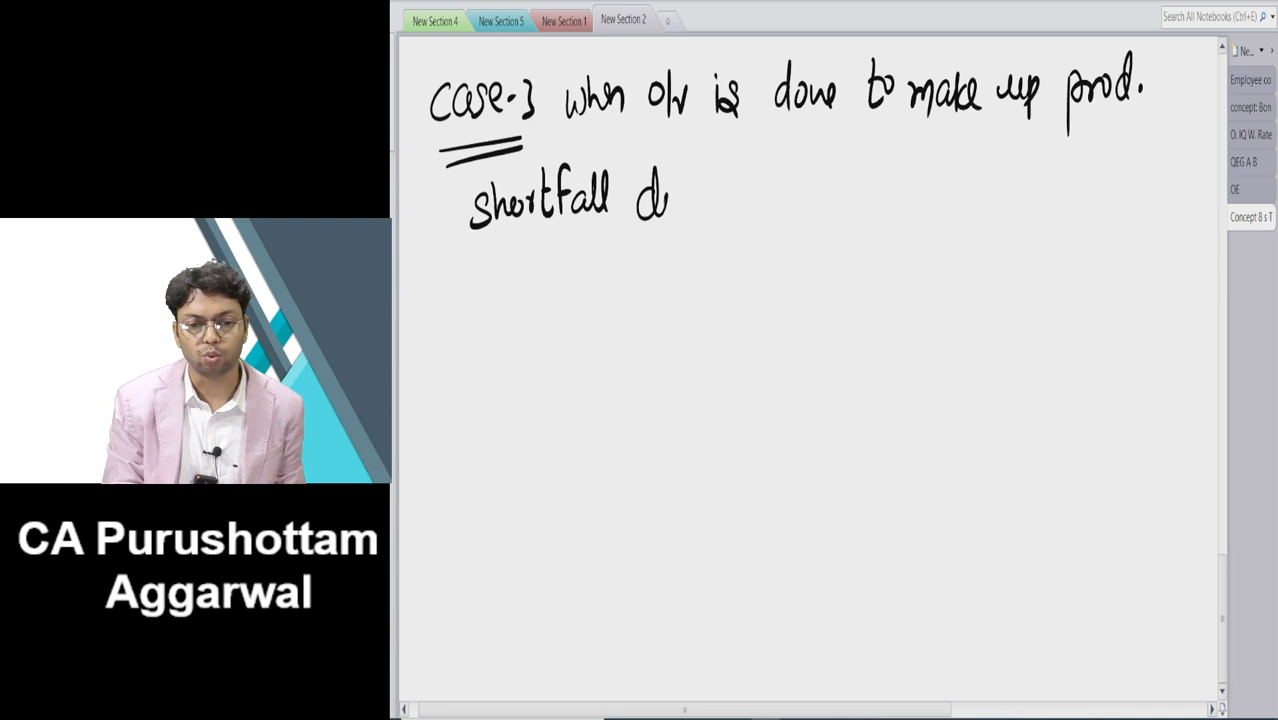 New Section 4 New Section 5 New Section 1 New Section 2
Search All Notebooks (Ctrl+E)
Case-3 when o/v is done to make up prod.
shortfall d
Ne...
Employee co
concept: Bon
O. IQ W. Rate
QEG A B
OE
Concept 8 s T
CA Purushottam
Aggarwal